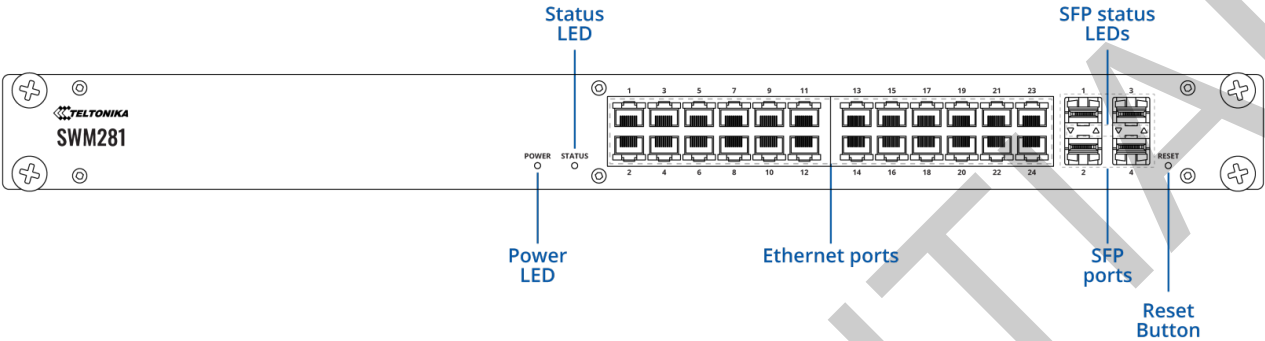 Status
LED
SFP status
LEDs
1 3 5 7 9 11 13 15 17 19 21 23 1 3
TELTONIKA
SWM281
POWER STATUS RESET
2 4 6 8 10 12 14 16 18 20 22 24 2 4
Power
LED
Ethernet ports
SFP
ports
Reset
Button